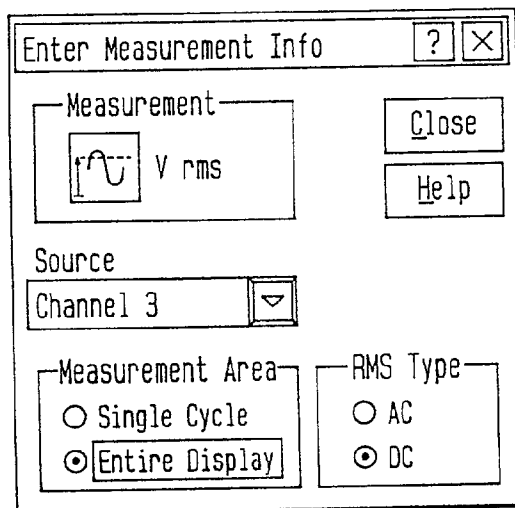 Enter Measurement Info ?
Measurement
V rms
Close
Help
Source
Channel 3
Measurement Area
Single Cycle
Entire Display
RMS Type
AC
DC